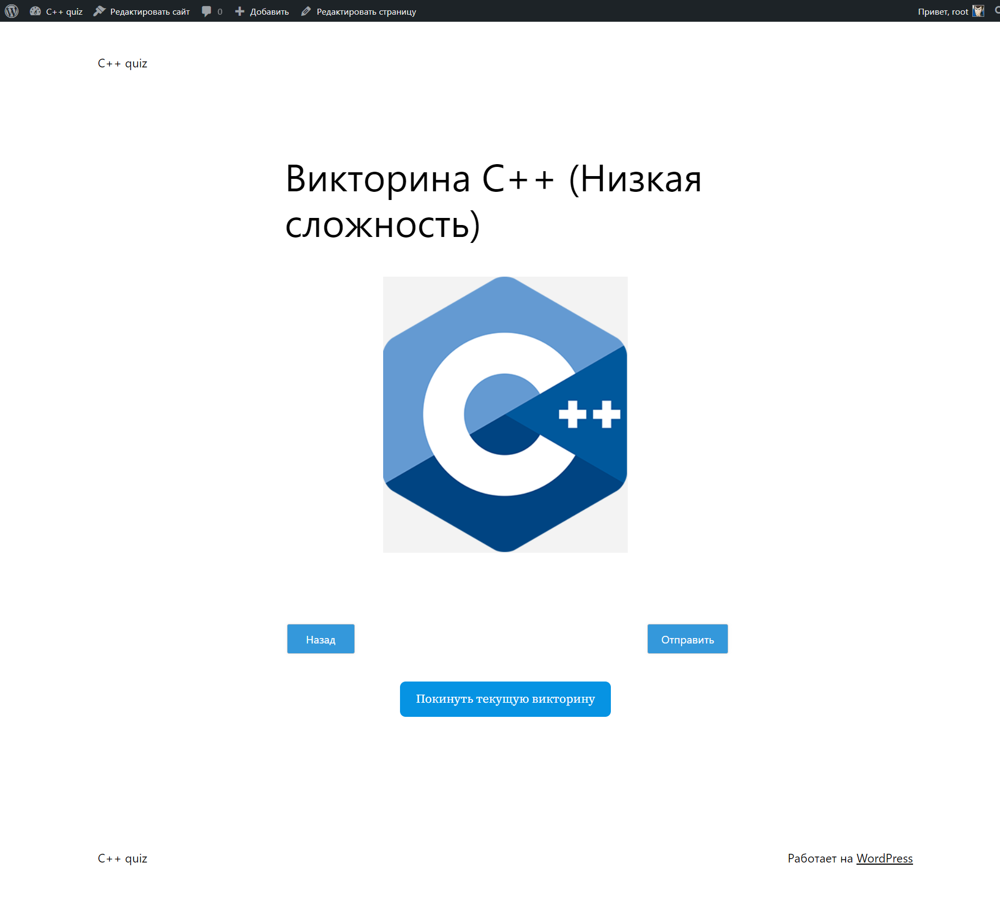 C++ quiz Редактировать сайт 0 Добавить Редактировать страницу Привет, root
C++ quiz
Викторина C++ (Низкая
сложность)
C++
Назад Отправить
Покинуть текущую викторину
C++ quiz Работает на WordPress